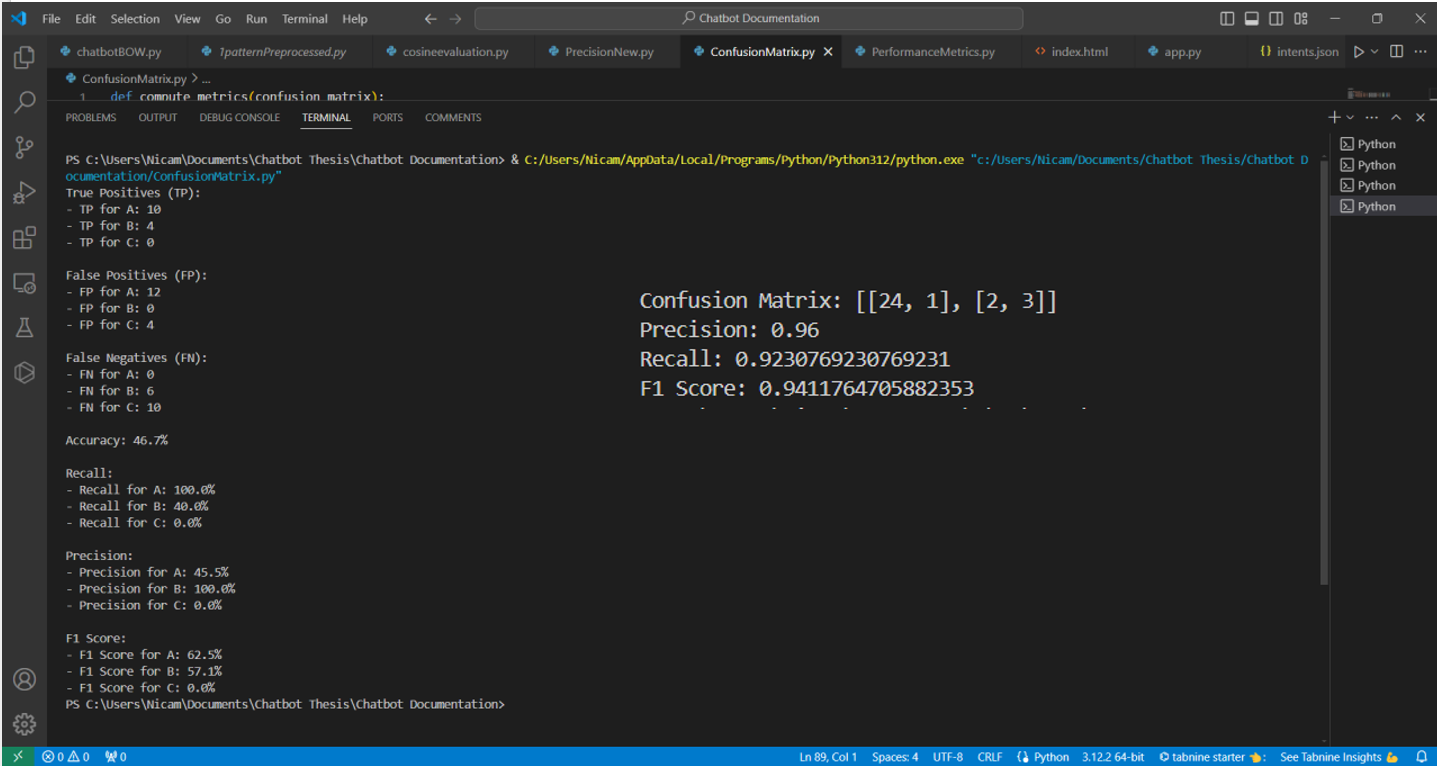 File Edit Selection View Go Run Terminal Help
Chatbot Documentation
chatbotBOW.py 1patternPreprocessed.py cosineevaluation.py PrecisionNew.py ConfusionMatrix.py PerformanceMetrics.py index.html app.py {} intents.json
ConfusionMatrix.py > ...
1 def compute_metrics(confusion_matrix):
PROBLEMS OUTPUT DEBUG CONSOLE TERMINAL PORTS COMMENTS
PS C:\Users\Nicam\Documents\Chatbot Thesis\Chatbot Documentation> & C:/Users/Nicam/AppData/Local/Programs/Python/Python312/python.exe "c:/Users/Nicam/Documents/Chatbot Thesis/Chatbot D
ocumentation/ConfusionMatrix.py"
True Positives (TP):
- TP for A: 10
- TP for B: 4
- TP for C: 0
False Positives (FP):
- FP for A: 12
- FP for B: 0
- FP for C: 4
False Negatives (FN):
- FN for A: 0
- FN for B: 6
- FN for C: 10
Accuracy: 46.7%
Recall:
- Recall for A: 100.0%
- Recall for B: 40.0%
- Recall for C: 0.0%
Precision:
- Precision for A: 45.5%
- Precision for B: 100.0%
- Precision for C: 0.0%
F1 Score:
- F1 Score for A: 62.5%
- F1 Score for B: 57.1%
- F1 Score for C: 0.0%
PS C:\Users\Nicam\Documents\Chatbot Thesis\Chatbot Documentation>
Confusion Matrix: [[24, 1], [2, 3]]
Precision: 0.96
Recall: 0.9230769230769231
F1 Score: 0.9411764705882353
Python
Python
Python
Python
0 0 0 Ln 89, Col 1 Spaces: 4 UTF-8 CRLF Python 3.12.2 64-bit tabnine starter 👈: See Tabnine Insights 💪